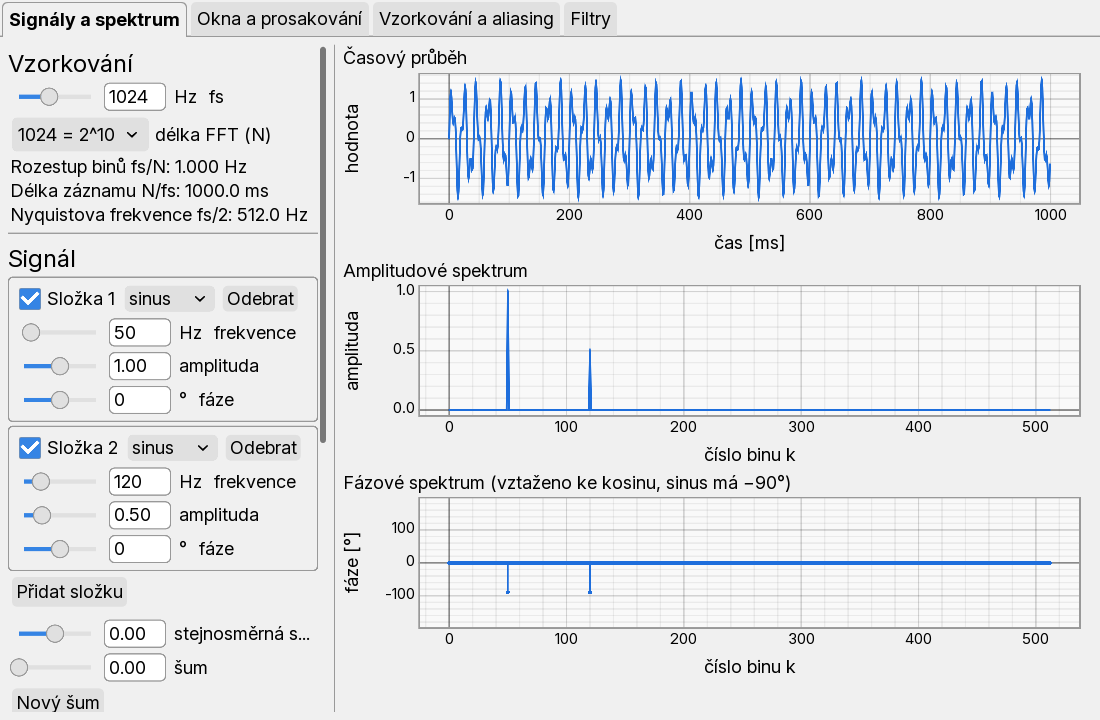 Signály a spektrum
Okna a prosakování
Vzorkování a aliasing
Filtry
Vzorkování
1024 Hz fs
1024 = 2^10 délka FFT (N)
Rozestup binů fs/N: 1.000 Hz
Délka záznamu N/fs: 1000.0 ms
Nyquistova frekvence fs/2: 512.0 Hz
Signál
Složka 1 sinus Odebrat
50 Hz frekvence
1.00 amplituda
0 ° fáze
Složka 2 sinus Odebrat
120 Hz frekvence
0.50 amplituda
0 ° fáze
Přidat složku
0.00 stejnosměrná s...
0.00 šum
Nový šum
Časový průběh
hodnota
1
0
-1
0 200 400 600 800 1000
čas [ms]
Amplitudové spektrum
amplituda
1.0
0.5
0.0
0 100 200 300 400 500
číslo binu k
Fázové spektrum (vztaženo ke kosinu, sinus má −90°)
fáze [°]
100
0
-100
0 100 200 300 400 500
číslo binu k